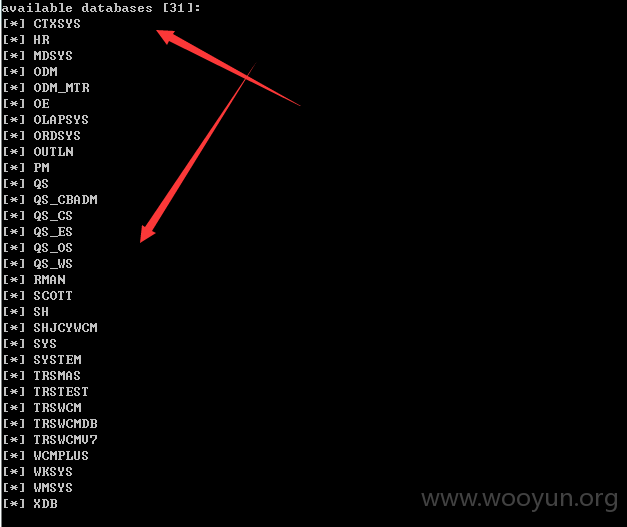 available databases [31]:
[*] CTXSYS
[*] HR
[*] MDSYS
[*] ODM
[*] ODM_MTR
[*] OE
[*] OLAPSYS
[*] ORDSYS
[*] OUTLN
[*] PM
[*] QS
[*] QS_CBADM
[*] QS_CS
[*] QS_ES
[*] QS_OS
[*] QS_WS
[*] RMAN
[*] SCOTT
[*] SH
[*] SHJCYWCM
[*] SYS
[*] SYSTEM
[*] TRSMAS
[*] TRSTEST
[*] TRSWCM
[*] TRSWCMDB
[*] TRSWCMV7
[*] WCMPLUS
[*] WKSYS
[*] WMSYS
[*] XDB
www.wooyun.org